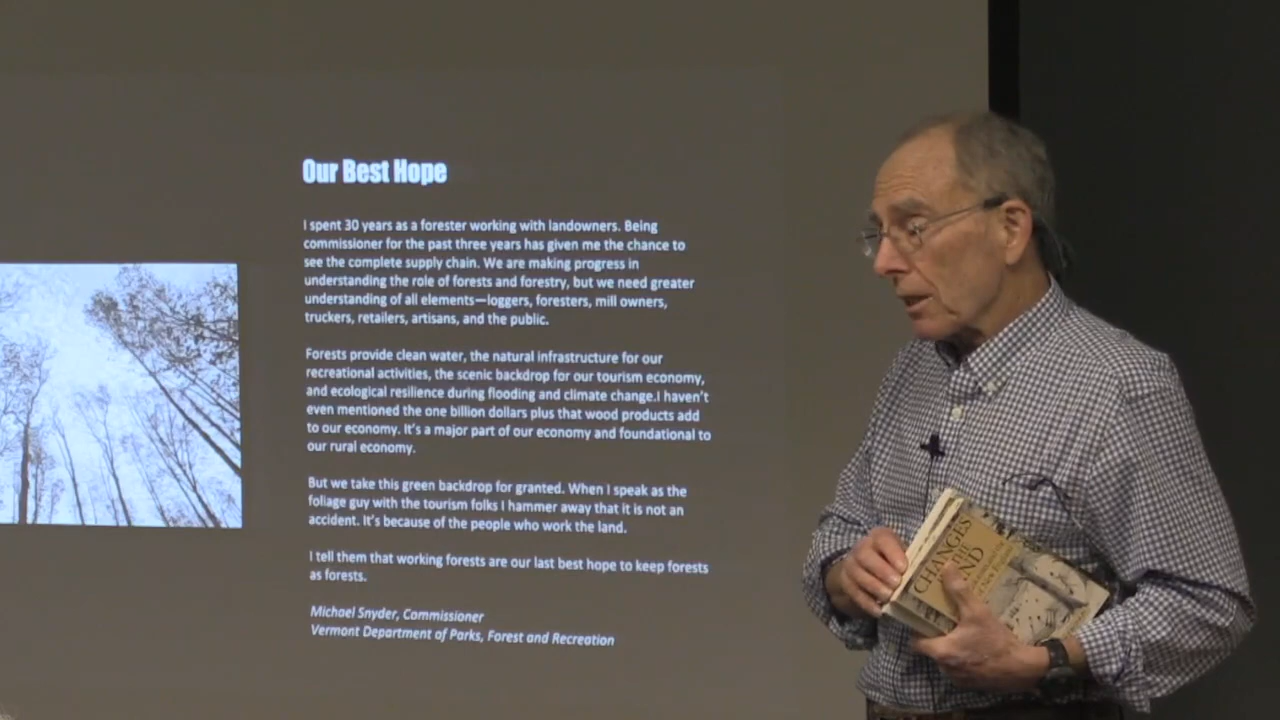 Our Best Hope
I spent 30 years as a forester working with landowners. Being
commissioner for the past three years has given me the chance to
see the complete supply chain. We are making progress in
understanding the role of forests and forestry, but we need greater
understanding of all elements—loggers, foresters, mill owners,
truckers, retailers, artisans, and the public.
Forests provide clean water, the natural infrastructure for our
recreational activities, the scenic backdrop for our tourism economy,
and ecological resilience during flooding and climate change.I haven't
even mentioned the one billion dollars plus that wood products add
to our economy. It's a major part of our economy and foundational to
our rural economy.
But we take this green backdrop for granted. When I speak as the
foliage guy with the tourism folks I hammer away that it is not an
accident. It's because of the people who work the land.
I tell them that working forests are our last best hope to keep forests
as forests.
Michael Snyder, Commissioner
Vermont Department of Parks, Forest and Recreation
CHANGES